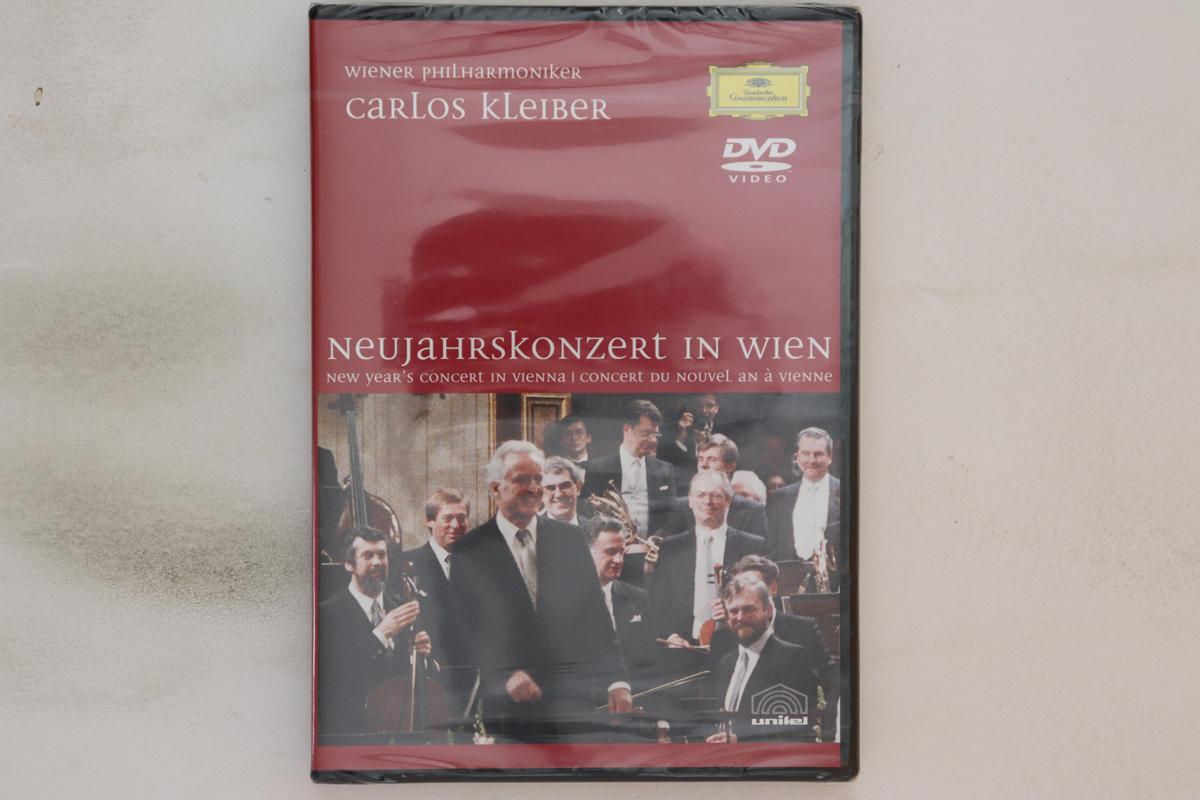 WIENER PHILHARMONIKER
CARLOS KLEIBER
Deutsche
Grammophon
DVD
VIDEO
NEUJAHRSKONZERT IN WIEN
NEW YEAR'S CONCERT IN VIENNA | CONCERT DU NOUVEL AN À VIENNE
unitel